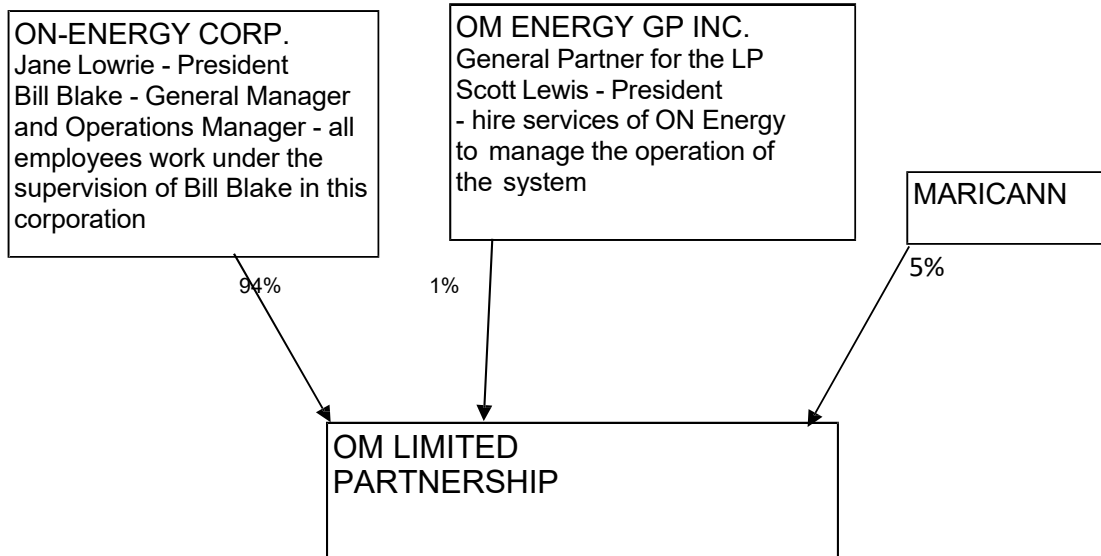 ON-ENERGY CORP.
Jane Lowrie - President
Bill Blake - General Manager
and Operations Manager - all
employees work under the
supervision of Bill Blake in this
corporation
OM ENERGY GP INC.
General Partner for the LP
Scott Lewis - President
- hire services of ON Energy
to manage the operation of
the system
MARICANN
94%
1%
5%
OM LIMITED
PARTNERSHIP